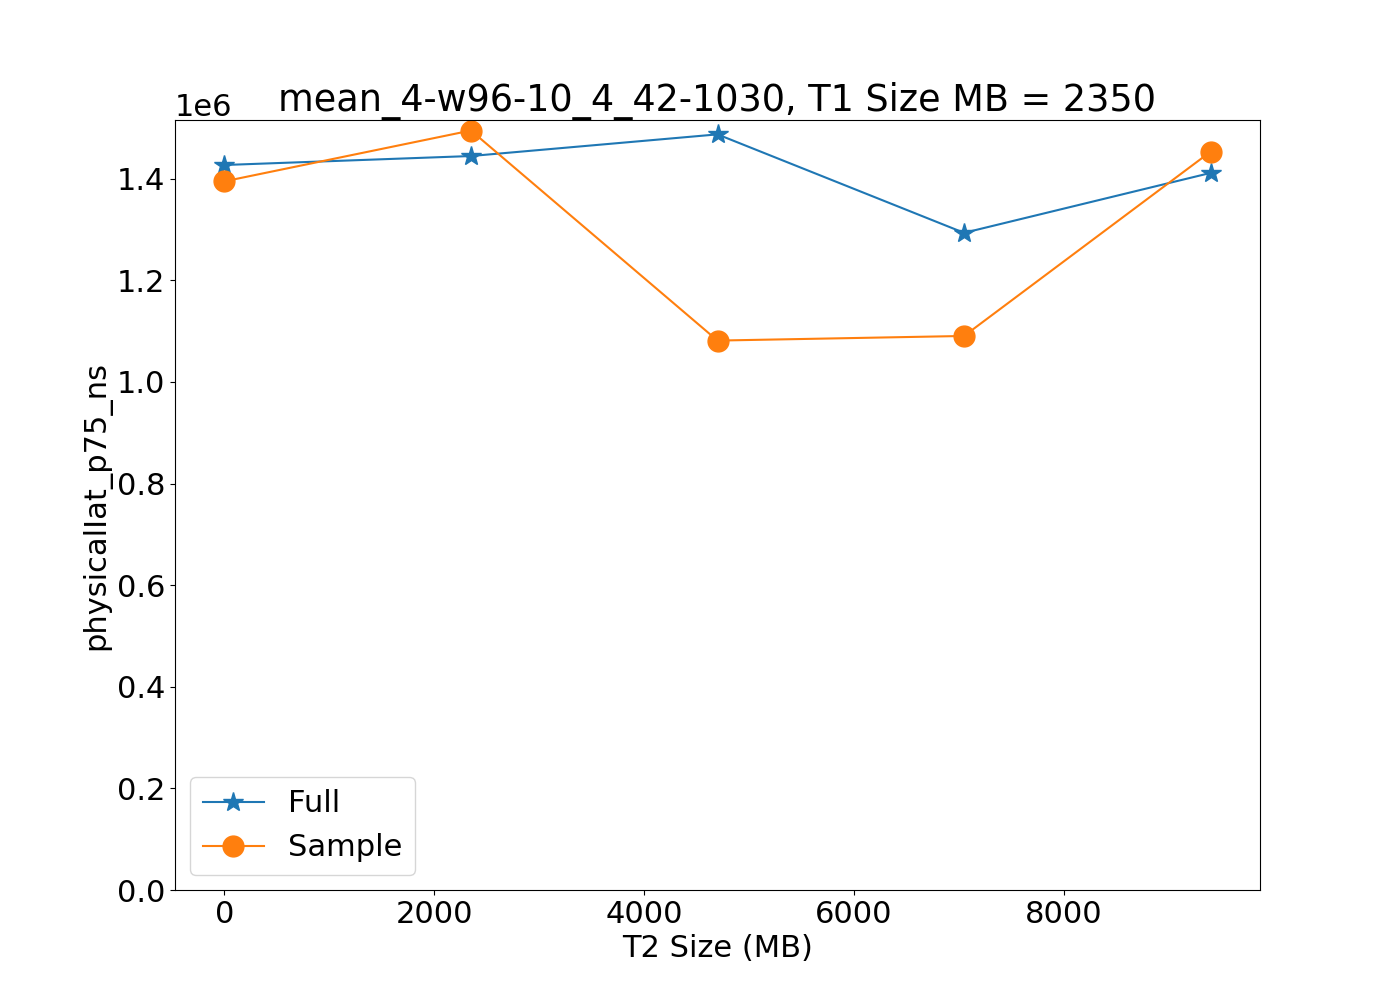 mean_4-w96-10_4_42-1030, T1 Size MB = 2350
1e6
1.4
1.2
1.0
0.8
0.6
0.4
0.2
0.0
physicallat_p75_ns
Full
Sample
0 2000 4000 6000 8000
T2 Size (MB)